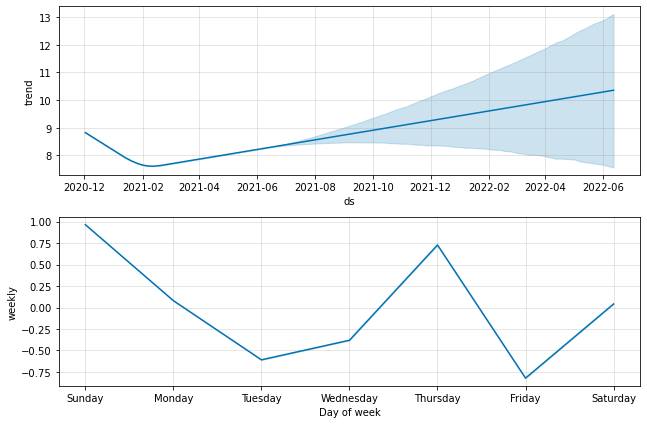 13
12
11
10
9
8
trend
2020-12 2021-02 2021-04 2021-06 2021-08 2021-10 2021-12 2022-02 2022-04 2022-06
ds
1.00
0.75
0.50
0.25
0.00
−0.25
−0.50
−0.75
weekly
Sunday Monday Tuesday Wednesday Thursday Friday Saturday
Day of week